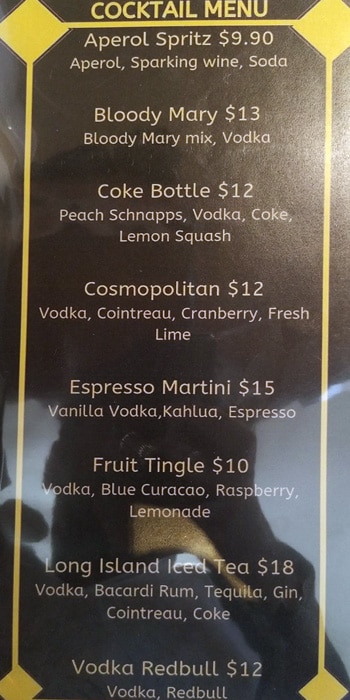 COCKTAIL MENU
Aperol Spritz $9.90
Aperol, Sparking wine, Soda
Bloody Mary $13
Bloody Mary mix, Vodka
Coke Bottle $12
Peach Schnapps, Vodka, Coke,
Lemon Squash
Cosmopolitan $12
Vodka, Cointreau, Cranberry, Fresh
Lime
Espresso Martini $15
Vanilla Vodka,Kahlua, Espresso
Fruit Tingle $10
Vodka, Blue Curacao, Raspberry,
Lemonade
Long Island Iced Tea $18
Vodka, Bacardi Rum, Tequila, Gin,
Cointreau, Coke
Vodka Redbull $12
Vodka, Redbull